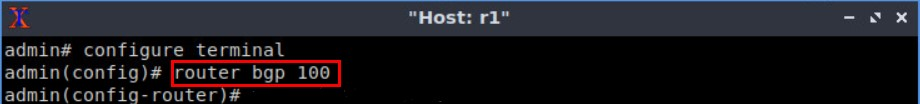 "Host: r1"
admin# configure terminal
admin(config)# router bgp 100
admin(config-router)#